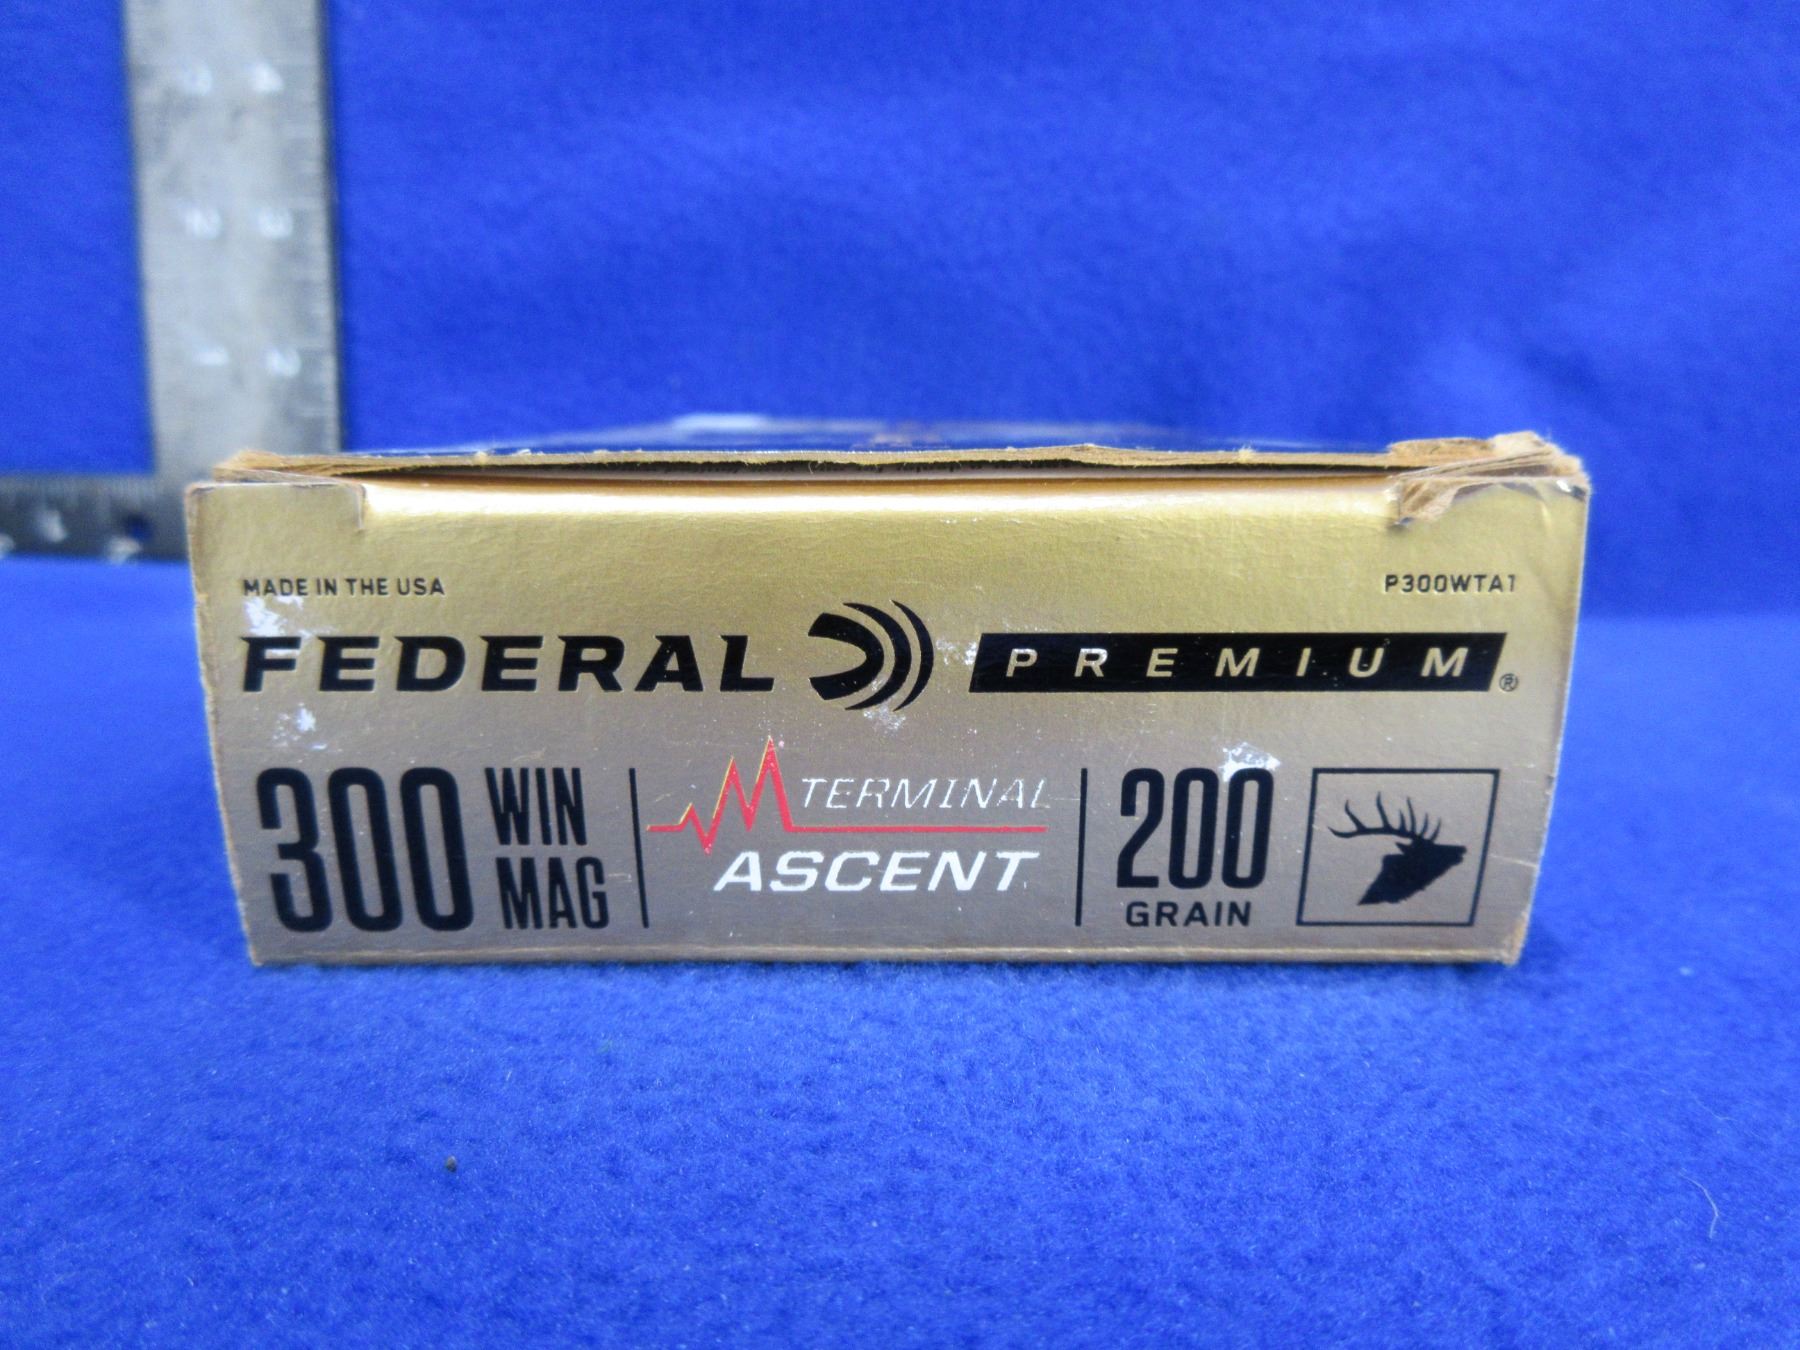 MADE IN THE USA P300WTA1
FEDERAL PREMIUM®
300 WIN MAG
TERMINAL ASCENT
200 GRAIN